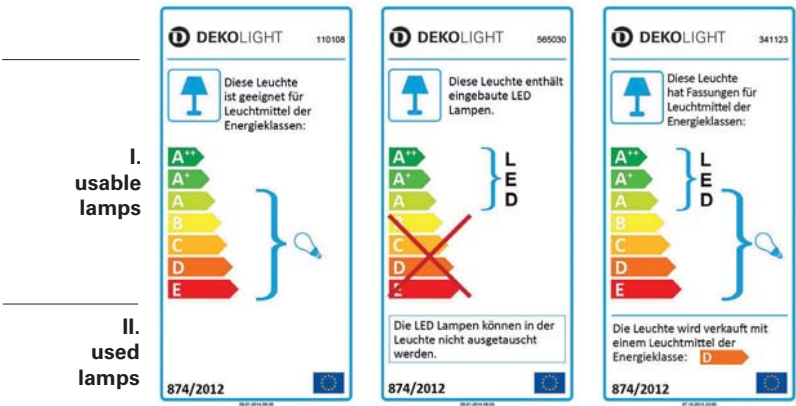 I.
usable
lamps
II.
used
lamps
DEKOLIGHT 110108
Diese Leuchte
ist geeignet für
Leuchtmittel der
Energieklassen:
A++
A+
A
B
C
D
E
874/2012
DEKOLIGHT 565030
Diese Leuchte enthält
eingebaute LED
Lampen.
A++
A+
A
L
E
D
C
D
E
Die LED Lampen können in der
Leuchte nicht ausgetauscht
werden.
874/2012
DEKOLIGHT 341123
Diese Leuchte
hat Fassungen für
Leuchtmittel der
Energieklassen:
A++
A+
A
L
E
D
B
C
D
E
Die Leuchte wird verkauft mit
einem Leuchtmittel der
Energieklasse: D
874/2012